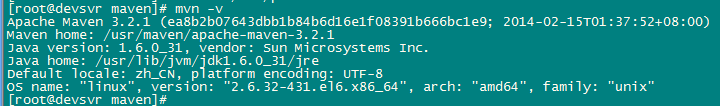 [root@devsvr maven]# mvn -v
Apache Maven 3.2.1 (ea8b2b07643dbb1b84b6d16e1f08391b666bc1e9; 2014-02-15T01:37:52+08:00)
Maven home: /usr/maven/apache-maven-3.2.1
Java version: 1.6.0_31, vendor: Sun Microsystems Inc.
Java home: /usr/lib/jvm/jdk1.6.0_31/jre
Default locale: zh_CN, platform encoding: UTF-8
OS name: "linux", version: "2.6.32-431.el6.x86_64", arch: "amd64", family: "unix"
[root@devsvr maven]#